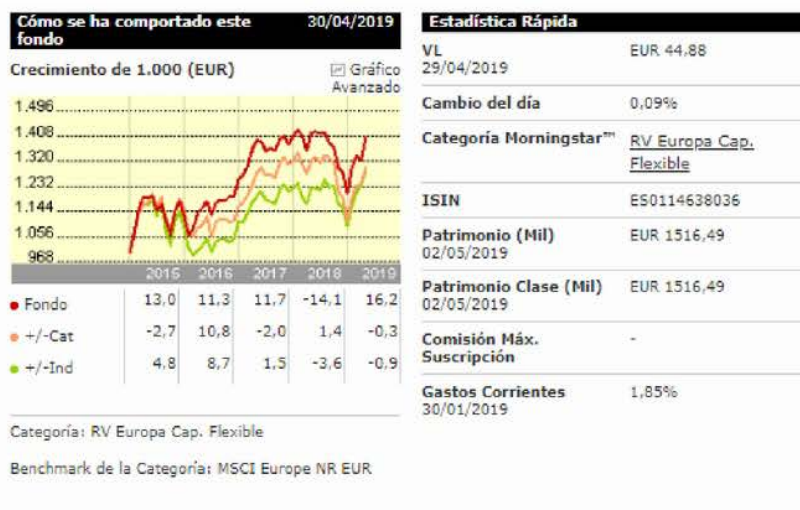 Cómo se ha comportado este fondo 30/04/2019
Crecimiento de 1.000 (EUR) Gráfico Avanzado
1.496
1.408
1.320
1.232
1.144
1.056
968
2015 2016 2017 2018 2019
Fondo 13,0 11,3 11,7 -14,1 16,2
+/-Cat -2,7 10,8 -2,0 1,4 -0,3
+/-Ind 4,8 8,7 1,5 -3,6 -0,9
Categoría: RV Europa Cap. Flexible
Benchmark de la Categoría: MSCI Europe NR EUR
Estadística Rápida
VL EUR 44,88
29/04/2019
Cambio del día 0,09%
Categoría Morningstar™ RV Europa Cap. Flexible
ISIN ES0114638036
Patrimonio (Mil) EUR 1516,49
02/05/2019
Patrimonio Clase (Mil) EUR 1516,49
02/05/2019
Comisión Máx. Suscripción -
Gastos Corrientes 1,85%
30/01/2019